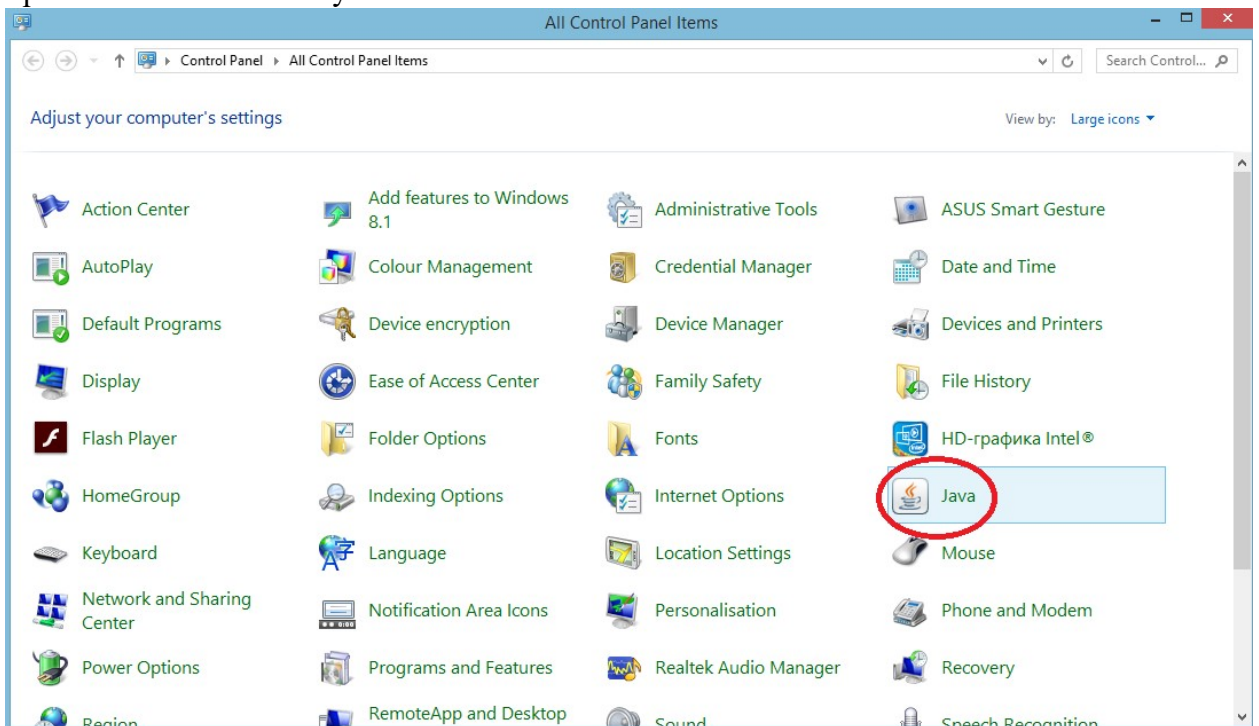 All Control Panel Items
Control Panel All Control Panel Items
Search Control...
Adjust your computer's settings
View by: Large icons
Action Center
Add features to Windows
8.1
Administrative Tools
ASUS Smart Gesture
AutoPlay
Colour Management
Credential Manager
Date and Time
Default Programs
Device encryption
Device Manager
Devices and Printers
Display
Ease of Access Center
Family Safety
File History
Flash Player
Folder Options
Fonts
HD-графика Intel®
HomeGroup
Indexing Options
Internet Options
Java
Keyboard
Language
Location Settings
Mouse
Network and Sharing
Center
Notification Area Icons
Personalisation
Phone and Modem
Power Options
Programs and Features
Realtek Audio Manager
Recovery
Region
RemoteApp and Desktop
Sound
Speech Recognition